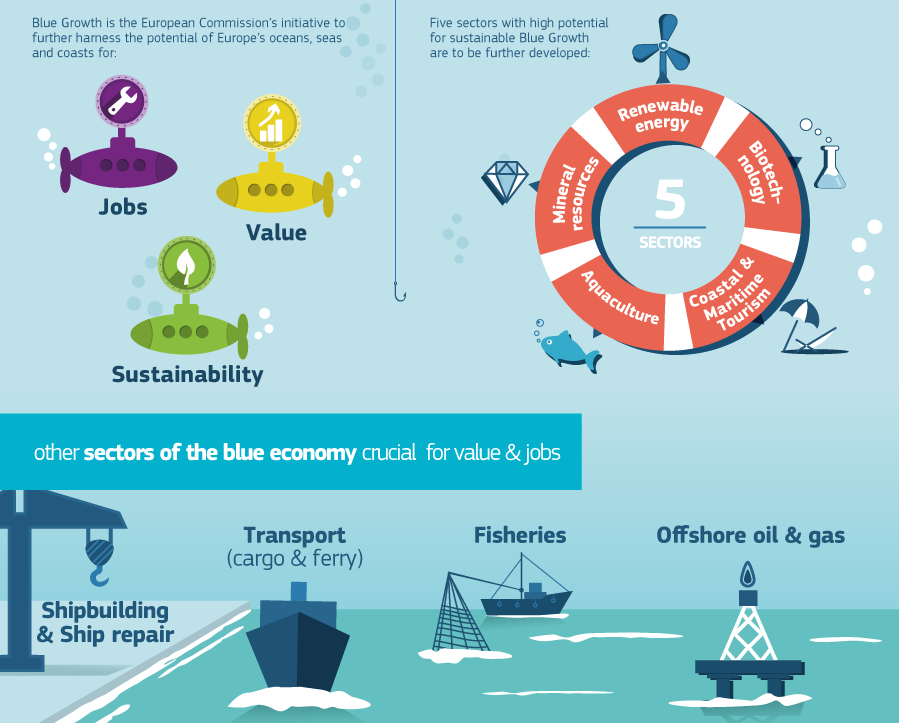 Blue Growth is the European Commission's initiative to
further harness the potential of Europe's oceans, seas
and coasts for:
Jobs
Value
Sustainability
Five sectors with high potential
for sustainable Blue Growth
are to be further developed:
Renewable
energy
Biotech-
nology
Coastal &
Maritime
Tourism
Aquaculture
Mineral
resources
5
SECTORS
other sectors of the blue economy crucial for value & jobs
Shipbuilding
& Ship repair
Transport
(cargo & ferry)
Fisheries
Offshore oil & gas